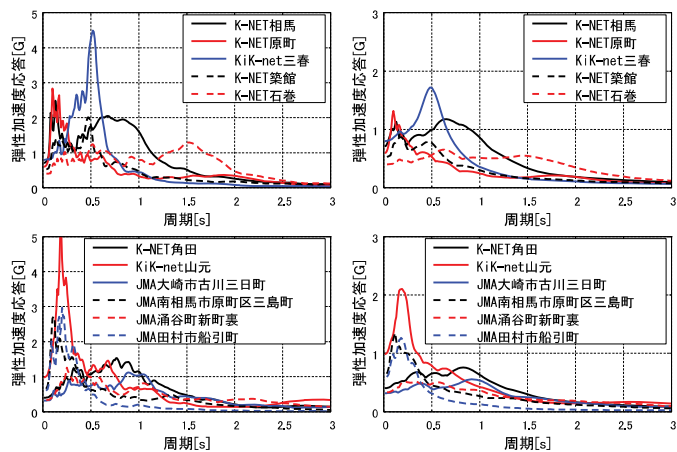 5
4
3
2
1
0
弾性加速度応答[G]
K-NET相馬
K-NET原町
KiK-net三春
K-NET築館
K-NET石巻
0 0.5 1 1.5 2 2.5 3
周期[s]
3
2
1
0
弾性加速度応答[G]
K-NET相馬
K-NET原町
KiK-net三春
K-NET築館
K-NET石巻
0 0.5 1 1.5 2 2.5 3
周期[s]
5
4
3
2
1
0
弾性加速度応答[G]
K-NET角田
KiK-net山元
JMA大崎市古川三日町
JMA南相馬市原町区三島町
JMA涌谷町新町裏
JMA田村市船引町
0 0.5 1 1.5 2 2.5 3
周期[s]
3
2
1
0
弾性加速度応答[G]
K-NET角田
KiK-net山元
JMA大崎市古川三日町
JMA南相馬市原町区三島町
JMA涌谷町新町裏
JMA田村市船引町
0 0.5 1 1.5 2 2.5 3
周期[s]